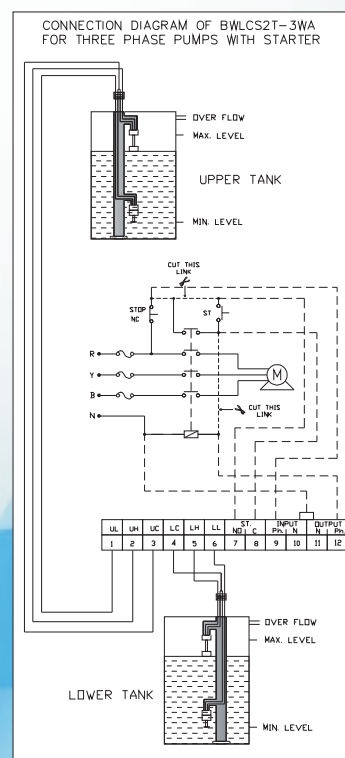 CONNECTION DIAGRAM OF BWLCS2T-3WA
FOR THREE PHASE PUMPS WITH STARTER
OVER FLOW
MAX. LEVEL
UPPER TANK
MIN. LEVEL
CUT THIS
LINK
STOP
NC
ST
R
Y
M
B
CUT THIS
LINK
N
UL UH UC LC LH LL ST. NO C INPUT Ph. N OUTPUT N Ph.
1 2 3 4 5 6 7 8 9 10 11 12
OVER FLOW
MAX. LEVEL
LOWER TANK
MIN LEVEL